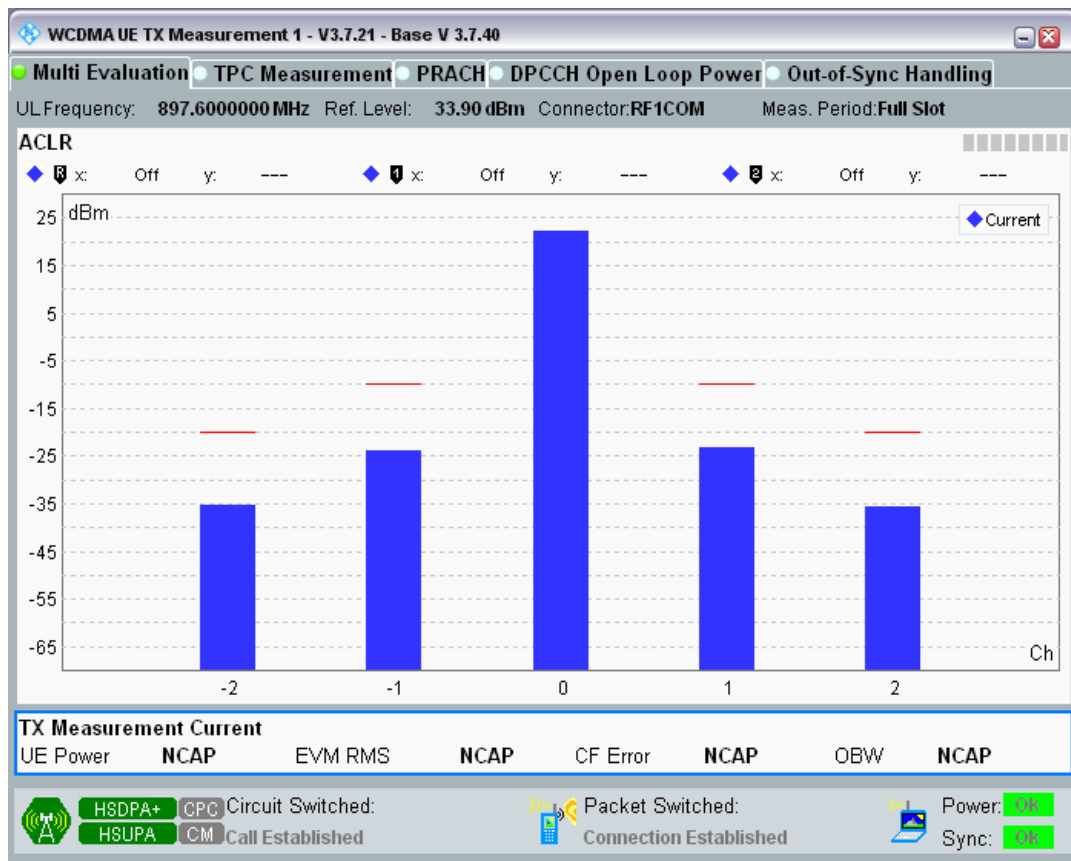 WCDMA UE TX Measurement 1 - V3.7.21 - Base V 3.7.40
Multi Evaluation TPC Measurement PRACH DPCCH Open Loop Power Out-of-Sync Handling
UL Frequency: 897.6000000 MHz Ref. Level: 33.90 dBm Connector: RF1COM Meas. Period: Full Slot
ACLR
R x: Off y: --- 1 x: Off y: --- 2 x: Off y: ---
dBm
Current
25
15
5
-5
-15
-25
-35
-45
-55
-65
Ch
-2 -1 0 1 2
TX Measurement Current
UE Power NCAP EVM RMS NCAP CF Error NCAP OBW NCAP
HSDPA+ CPC Circuit Switched: Packet Switched: Power: OK
HSUPA CM Call Established Connection Established Sync: OK